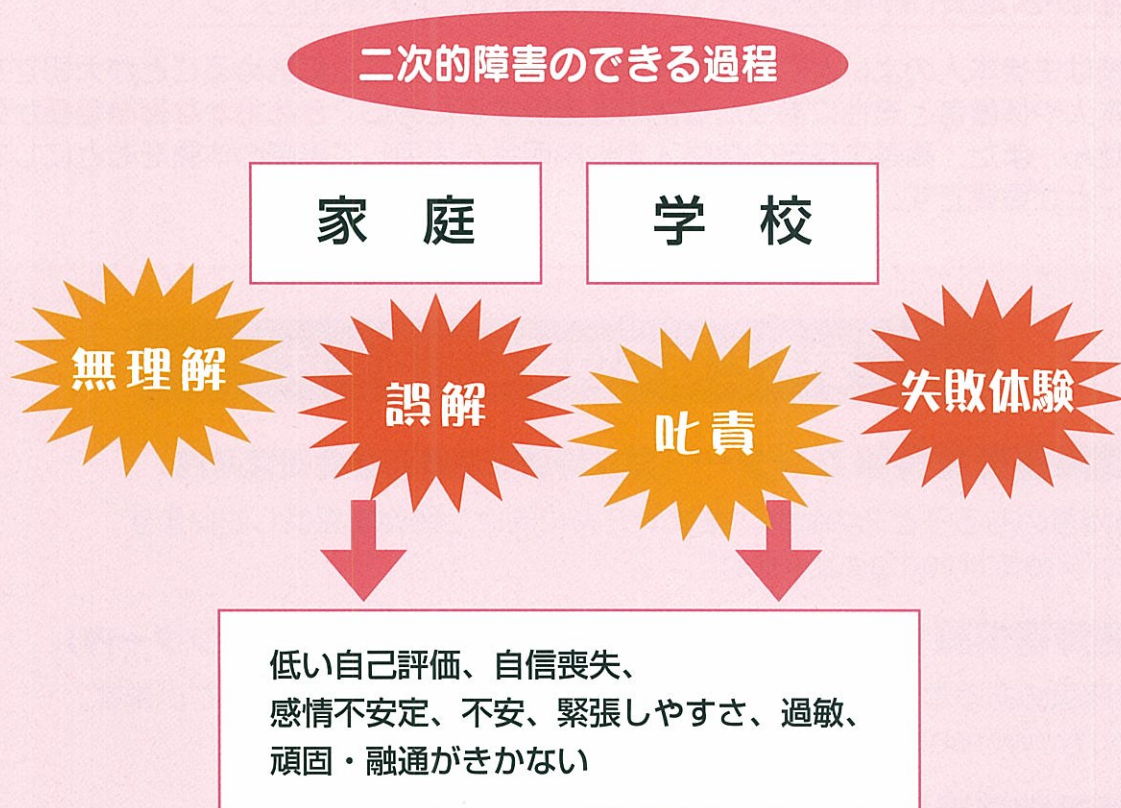 二次的障害のできる過程
家　庭
学　校
無理解
誤解
叱責
失敗体験
低い自己評価、自信喪失、
感情不安定、不安、緊張しやすさ、過敏、
頑固・融通がきかない